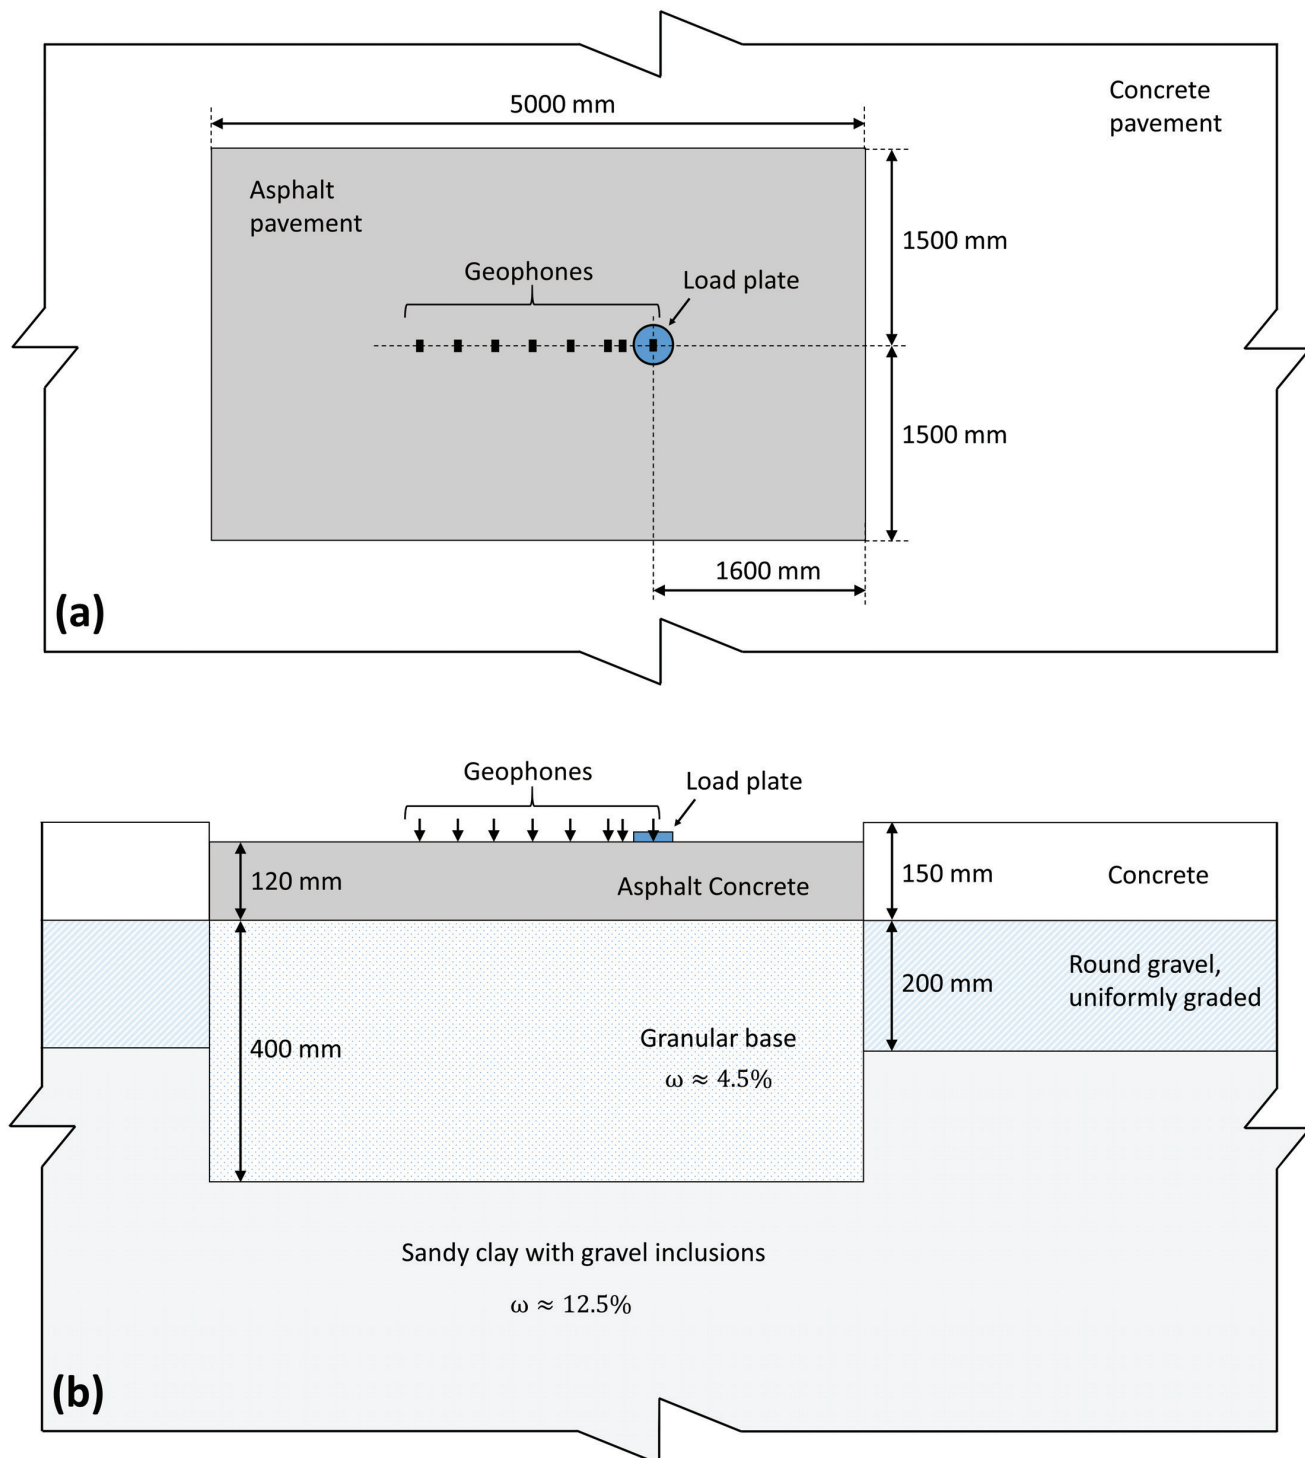 5000 mm
Concrete
pavement
Asphalt
pavement
1500 mm
Geophones
Load plate
1500 mm
1600 mm
(a)
Geophones
Load plate
120 mm
Asphalt Concrete
150 mm
Concrete
Round gravel,
uniformly graded
200 mm
400 mm
Granular base
ω ≈ 4.5%
Sandy clay with gravel inclusions
ω ≈ 12.5%
(b)